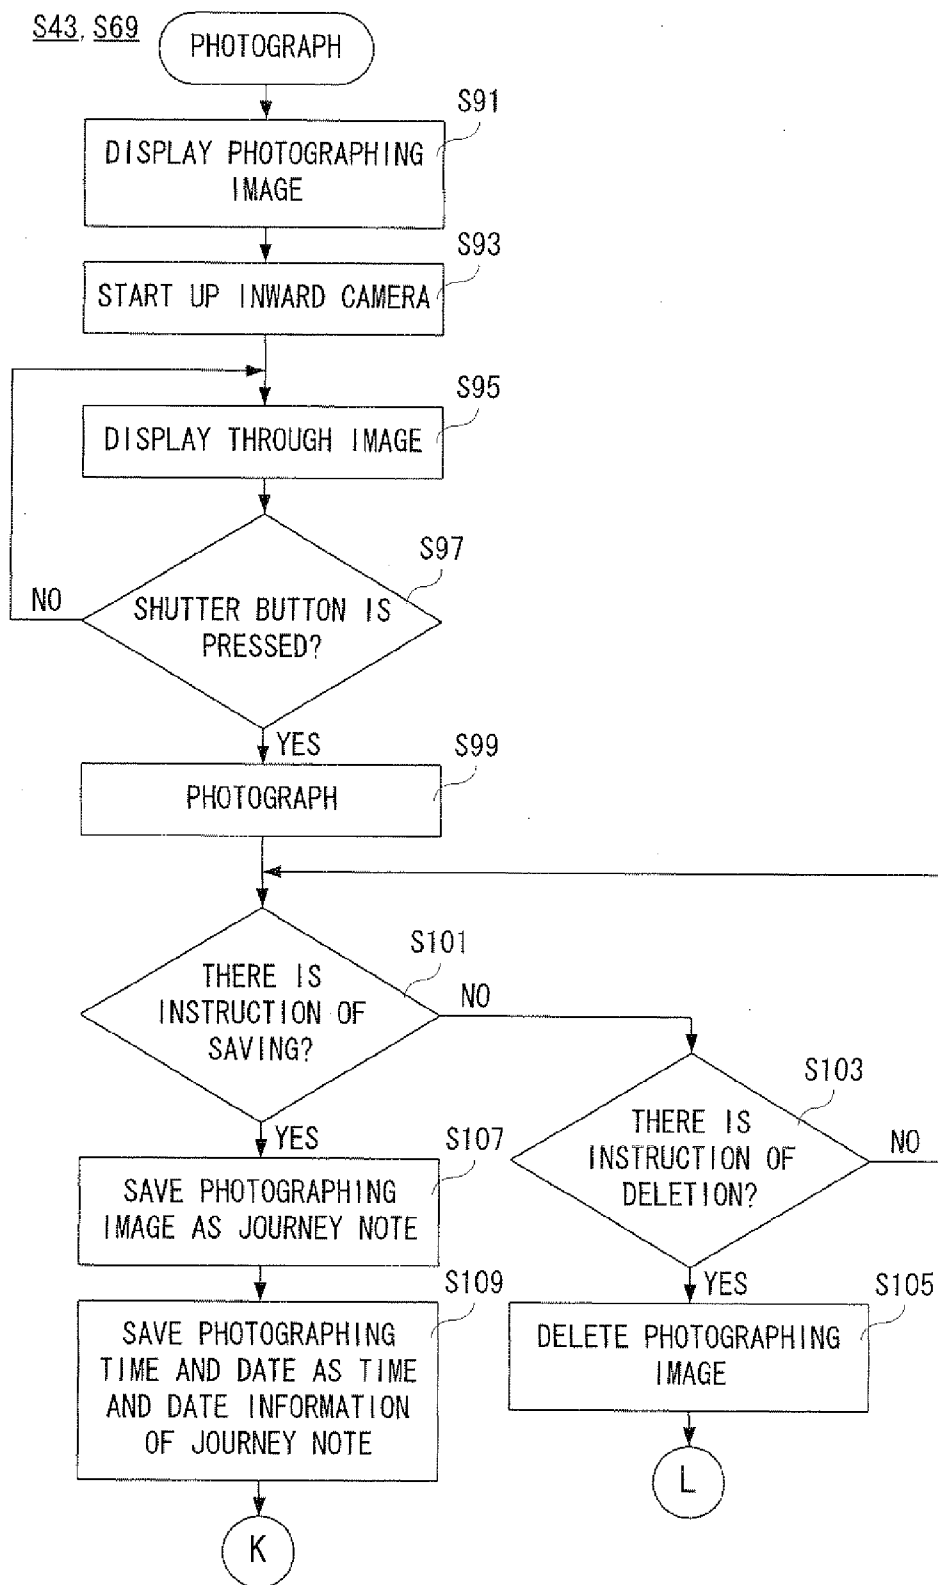 S43, S69
PHOTOGRAPH
S91
DISPLAY PHOTOGRAPHING
IMAGE
S93
START UP INWARD CAMERA
S95
DISPLAY THROUGH IMAGE
S97
SHUTTER BUTTON IS
PRESSED?
NO
YES
S99
PHOTOGRAPH
S101
THERE IS
INSTRUCTION OF
SAVING?
NO
YES
S103
THERE IS
INSTRUCTION OF
DELETION?
NO
YES
S107
SAVE PHOTOGRAPHING
IMAGE AS JOURNEY NOTE
S109
SAVE PHOTOGRAPHING
TIME AND DATE AS TIME
AND DATE INFORMATION
OF JOURNEY NOTE
S105
DELETE PHOTOGRAPHING
IMAGE
L
K